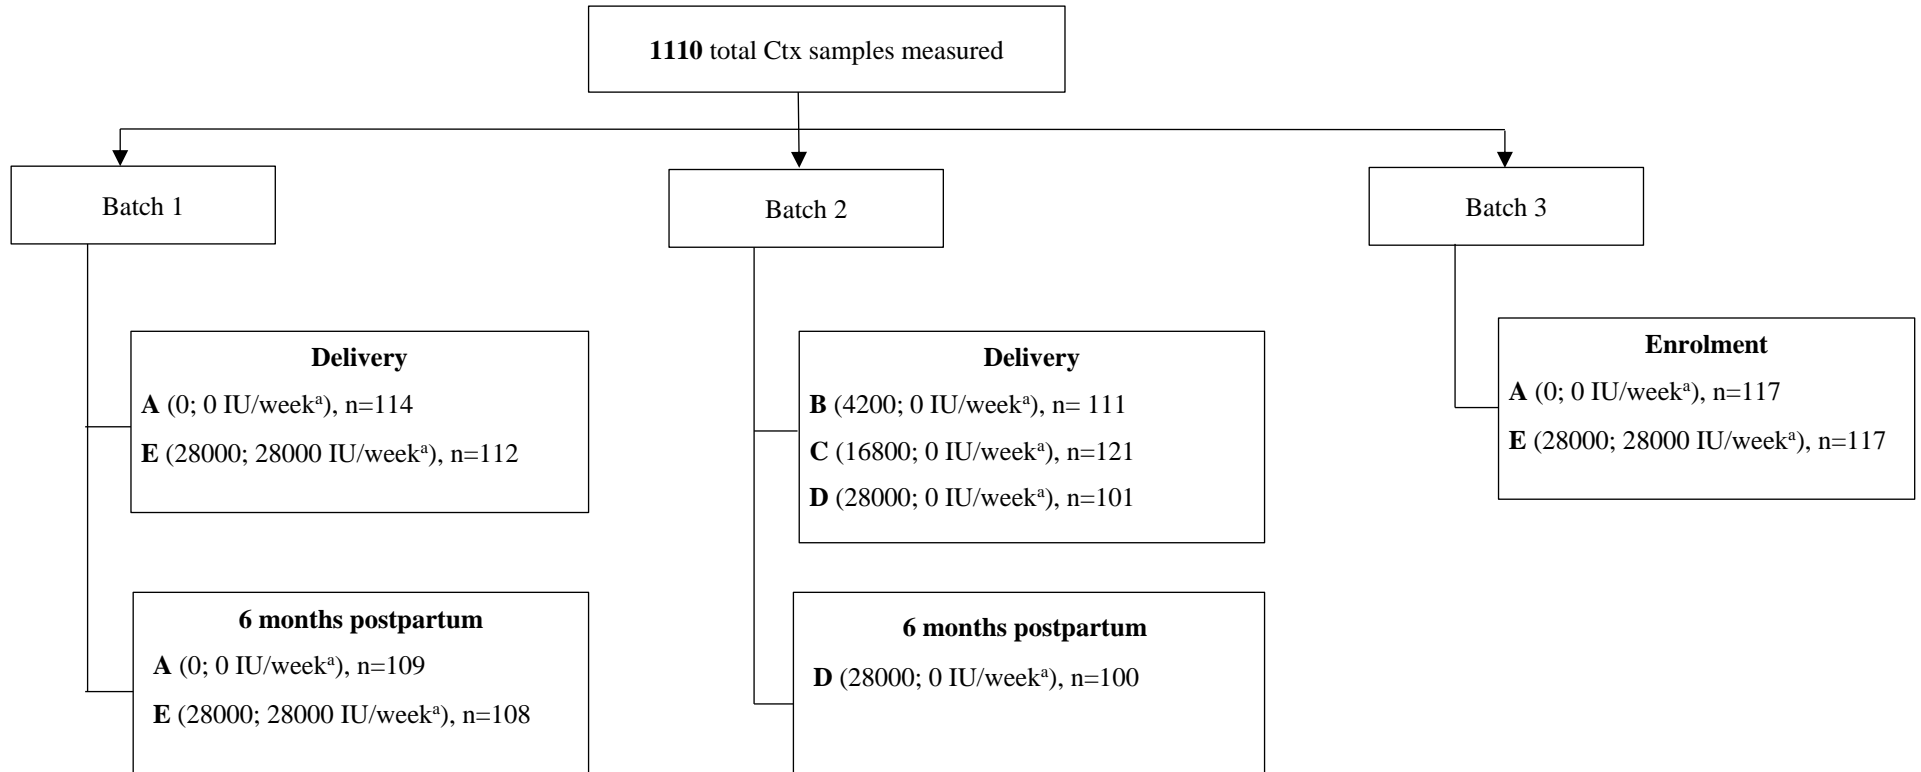 1110 total Ctx samples measured
Batch 1
Batch 2
Batch 3
Delivery
A (0; 0 IU/weekᵃ), n=114
E (28000; 28000 IU/weekᵃ), n=112
Delivery
B (4200; 0 IU/weekᵃ), n= 111
C (16800; 0 IU/weekᵃ), n=121
D (28000; 0 IU/weekᵃ), n=101
Enrolment
A (0; 0 IU/weekᵃ), n=117
E (28000; 28000 IU/weekᵃ), n=117
6 months postpartum
A (0; 0 IU/weekᵃ), n=109
E (28000; 28000 IU/weekᵃ), n=108
6 months postpartum
D (28000; 0 IU/weekᵃ), n=100